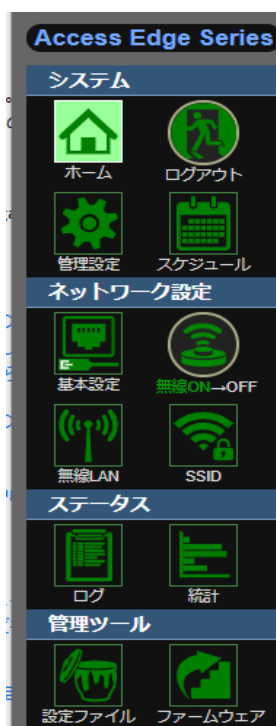 Access Edge Series
システム
ホーム
ログアウト
管理設定
スケジュール
ネットワーク設定
基本設定
無線ON→OFF
無線LAN
SSID
ステータス
ログ
統計
管理ツール
設定ファイル
ファームウェア